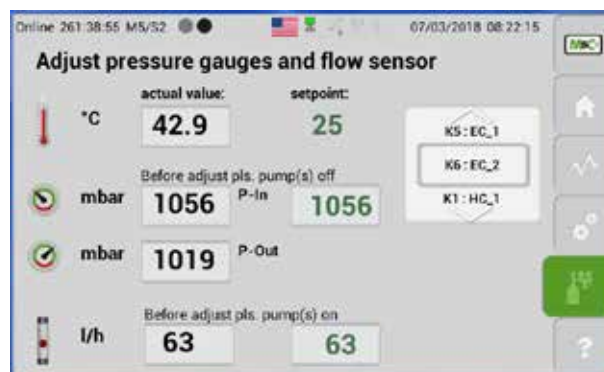 Online 261 38:55 M5/S2 07/03/2018 08:22:15
M&C
Adjust pressure gauges and flow sensor
actual value: setpoint:
°C 42.9 25
K5:EC_1
K6:EC_2
K1:HC_1
Before adjust pls. pump(s) off
mbar 1056 P-In 1056
mbar 1019 P-Out
Before adjust pls. pump(s) on
l/h 63 63
?